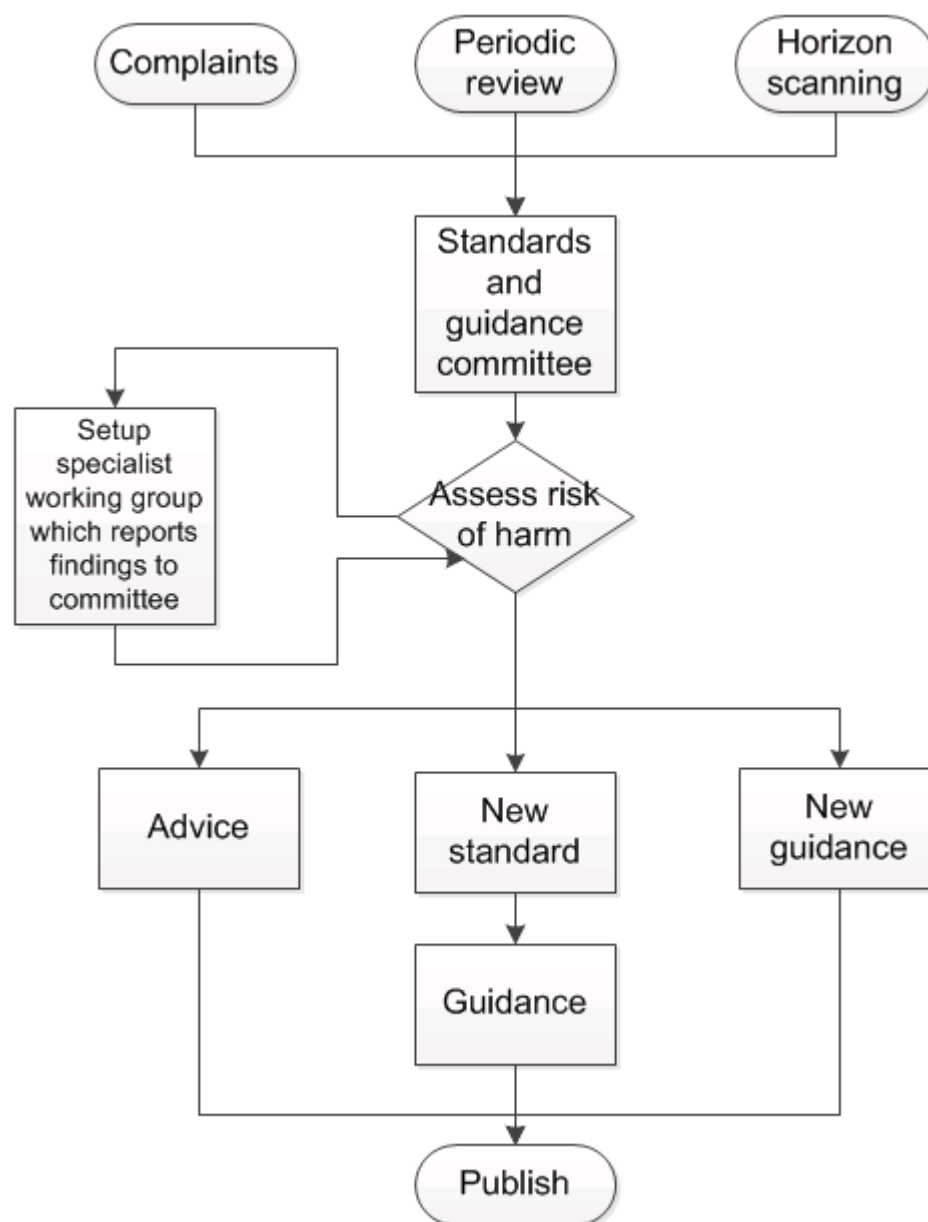 Complaints
Periodic
review
Horizon
scanning
Standards
and
guidance
committee
Setup
specialist
working group
which reports
findings to
committee
Assess risk
of harm
Advice
New
standard
New
guidance
Guidance
Publish